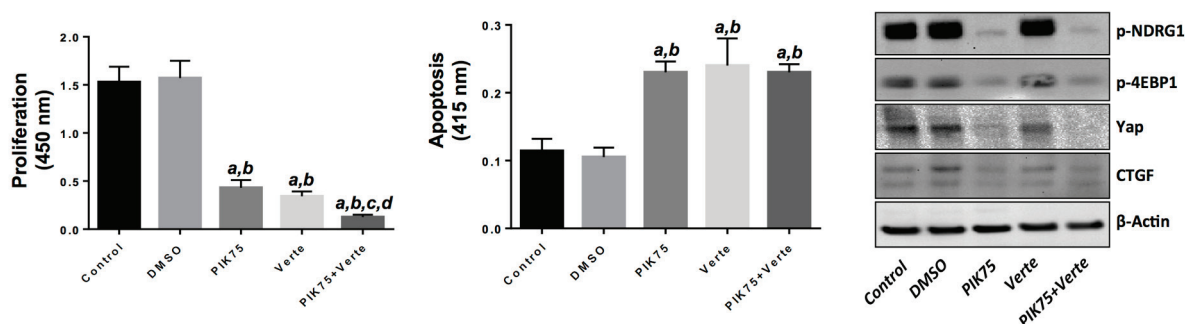 Proliferation
(450 nm)
2.0
1.5
1.0
0.5
0.0
a,b
a,b
a,b,c,d
Control
DMSO
PIK75
Verte
PIK75+Verte
Apoptosis
(415 nm)
0.3
0.2
0.1
0.0
a,b
a,b
a,b
Control
DMSO
PIK75
Verte
PIK75+Verte
p-NDRG1
p-4EBP1
Yap
CTGF
β-Actin
Control
DMSO
PIK75
Verte
PIK75+Verte